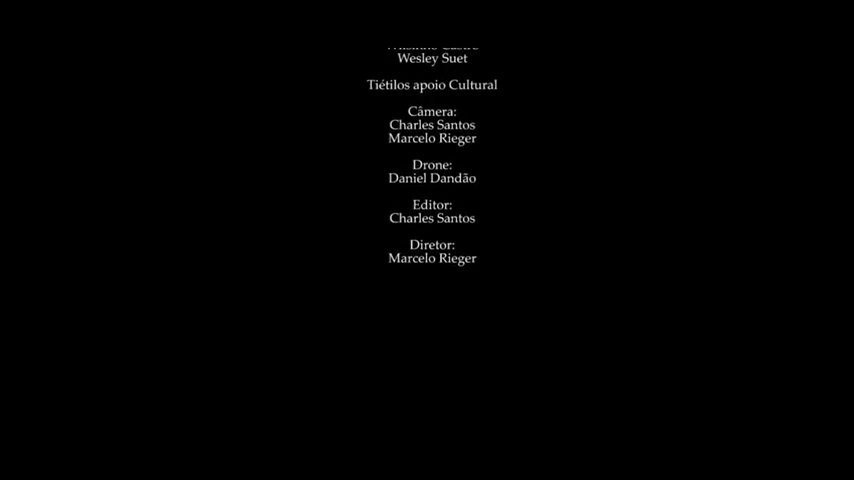 Wesley Suet
Tiétilos apoio Cultural
Câmera:
Charles Santos
Marcelo Rieger
Drone:
Daniel Dandão
Editor:
Charles Santos
Diretor:
Marcelo Rieger